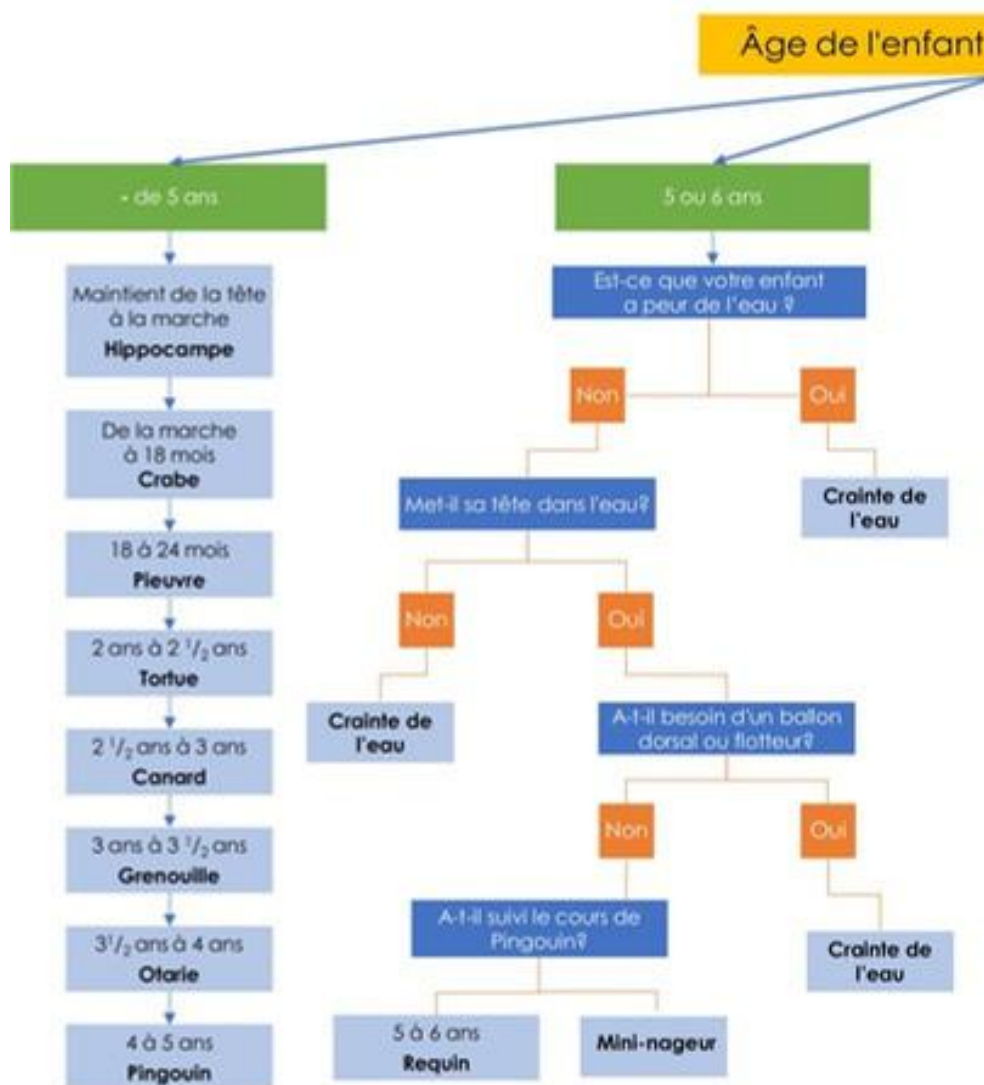 Âge de l'enfant
- de 5 ans
Maintient de la tête
à la marche
Hippocampe
De la marche
à 18 mois
Crabe
18 à 24 mois
Pieuvre
2 ans à 2 1/2 ans
Tortue
2 1/2 ans à 3 ans
Canard
3 ans à 3 1/2 ans
Grenouille
3 1/2 ans à 4 ans
Otarie
4 à 5 ans
Pingouin
5 ou 6 ans
Est-ce que votre enfant
a peur de l'eau ?
Non
Oui
Met-il sa tête dans l'eau?
Crainte de
l'eau
Non
Oui
Crainte de
l'eau
A-t-il besoin d'un ballon
dorsal ou flotteur?
Non
Oui
A-t-il suivi le cours de
Pingouin?
Crainte de
l'eau
5 à 6 ans
Requin
Mini-nageur